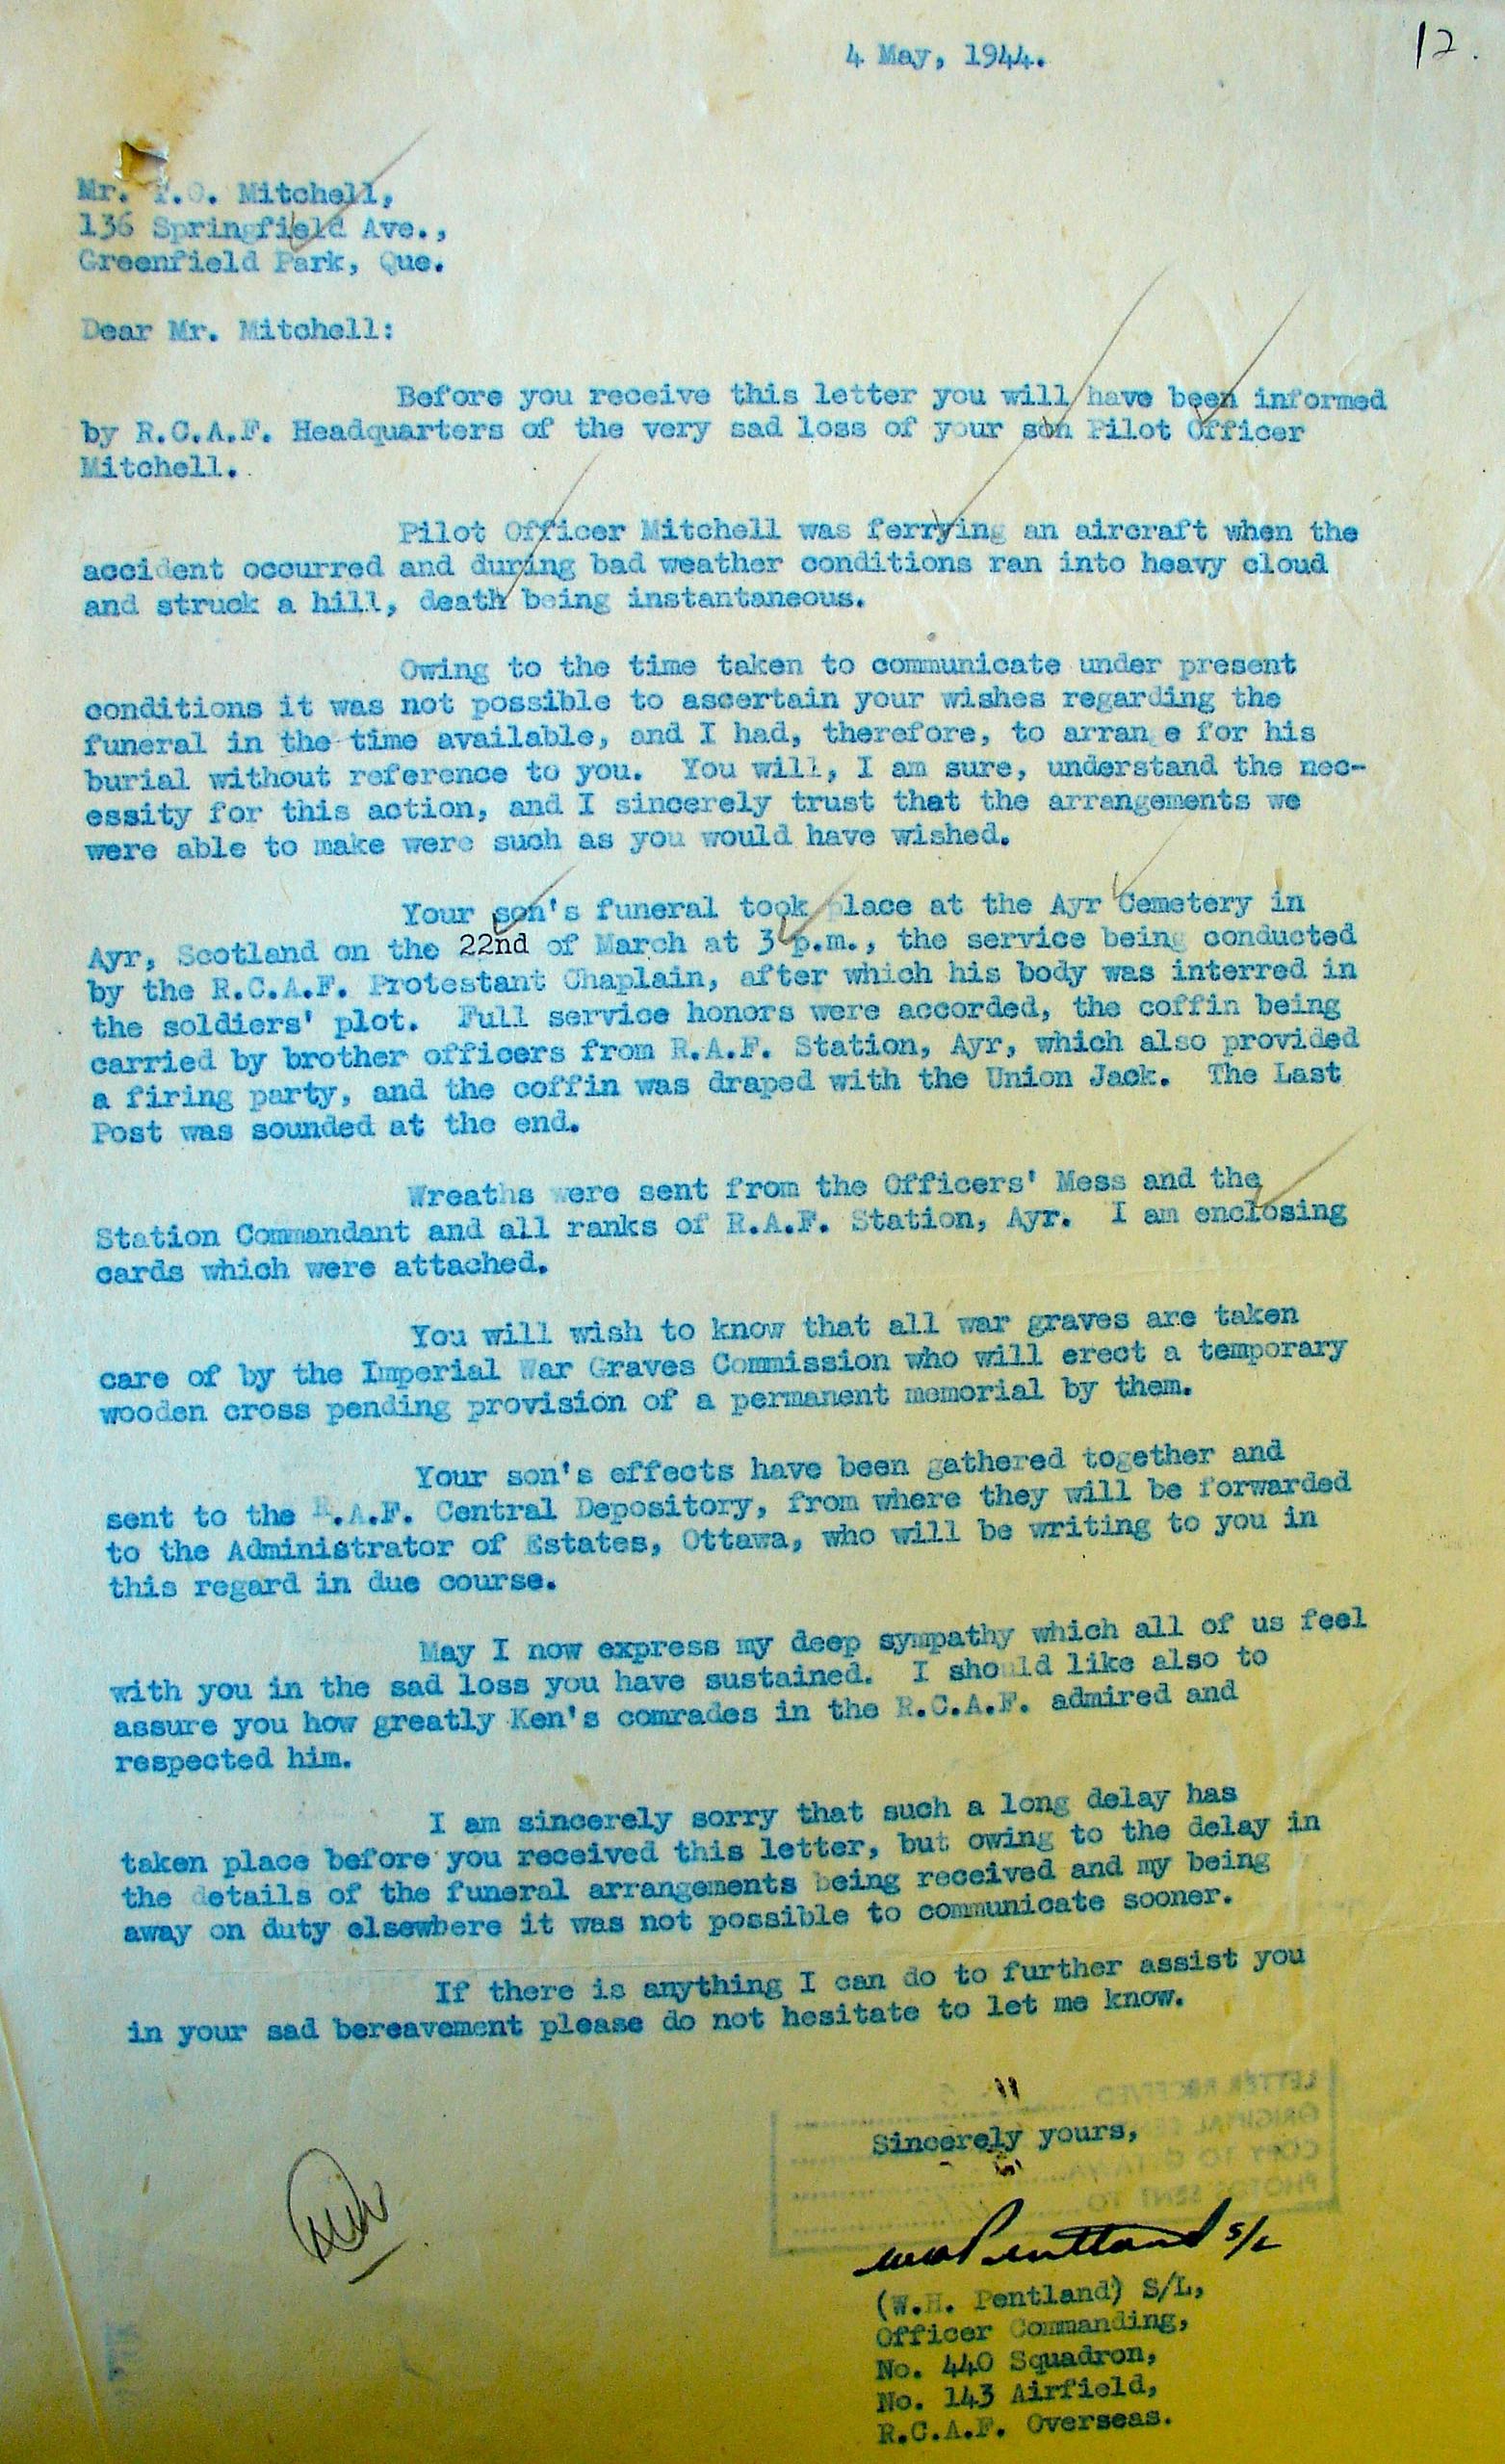 4 May, 1944.
12.
Mr. F.O. Mitchell,
136 Springfield Ave.,
Greenfield Park, Que.
Dear Mr. Mitchell:
Before you receive this letter you will have been informed
by R.C.A.F. Headquarters of the very sad loss of your son Pilot Officer
Mitchell.
Pilot Officer Mitchell was ferrying an aircraft when the
accident occurred and during bad weather conditions ran into heavy cloud
and struck a hill, death being instantaneous.
Owing to the time taken to communicate under present
conditions it was not possible to ascertain your wishes regarding the
funeral in the time available, and I had, therefore, to arran e for his
burial without reference to you. You will, I am sure, understand the nec-
essity for this action, and I sincerely trust that the arrangements we
were able to make were such as you would have wished.
Your son's funeral took place at the Ayr Cemetery in
Ayr, Scotland on the 22nd of March at 3 p.m., the service being conducted
by the R.C.A.F. Protestant Chaplain, after which his body was interred in
the soldiers' plot. Full service honors were accorded, the coffin being
carried by brother officers from R.A.F. Station, Ayr, which also provided
a firing party, and the coffin was draped with the Union Jack. The Last
Post was sounded at the end.
Wreaths were sent from the Officers' Mess and the
Station Commandant and all ranks of R.A.F. Station, Ayr. I am enclosing
cards which were attached.
You will wish to know that all war graves are taken
care of by the Imperial War Graves Commission who will erect a temporary
wooden cross pending provision of a permanent memorial by them.
Your son's effects have been gathered together and
sent to the R.A.F. Central Depository, from where they will be forwarded
to the Administrator of Estates, Ottawa, who will be writing to you in
this regard in due course.
May I now express my deep sympathy which all of us feel
with you in the sad loss you have sustained. I should like also to
assure you how greatly Ken's comrades in the R.C.A.F. admired and
respected him.
I am sincerely sorry that such a long delay has
taken place before you received this letter, but owing to the delay in
the details of the funeral arrangements being received and my being
away on duty elsewhere it was not possible to communicate sooner.
If there is anything I can do to further assist you
in your sad bereavement please do not hesitate to let me know.
LETTER RECEIVED
ORIGINAL
COPY TO OTTAWA
PHOTOS SENT TO
Sincerely yours,
WH Pentland S/L
(W.H. Pentland) S/L,
Officer Commanding,
No. 440 Squadron,
No. 143 Airfield,
R.C.A.F. Overseas.